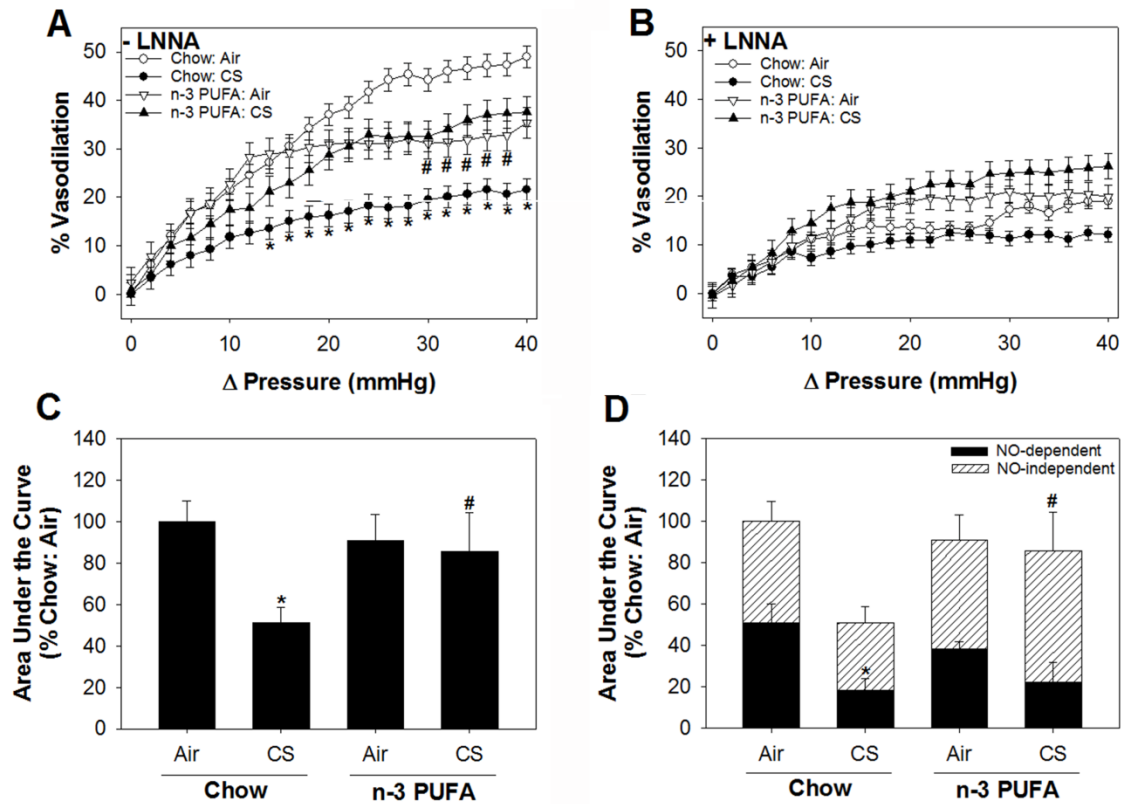 A
- LNNA
Chow: Air
Chow: CS
n-3 PUFA: Air
n-3 PUFA: CS
% Vasodilation
50
40
30
20
10
0
# # # # #
* * * * * * * * * * * * * *
0 10 20 30 40
Δ Pressure (mmHg)
B
+ LNNA
Chow: Air
Chow: CS
n-3 PUFA: Air
n-3 PUFA: CS
% Vasodilation
50
40
30
20
10
0
0 10 20 30 40
Δ Pressure (mmHg)
C
Area Under the Curve
(% Chow: Air)
140
120
100
80
60
40
20
0
*
#
Air CS Air CS
Chow n-3 PUFA
D
NO-dependent
NO-independent
Area Under the Curve
(% Chow: Air)
140
120
100
80
60
40
20
0
*
#
Air CS Air CS
Chow n-3 PUFA